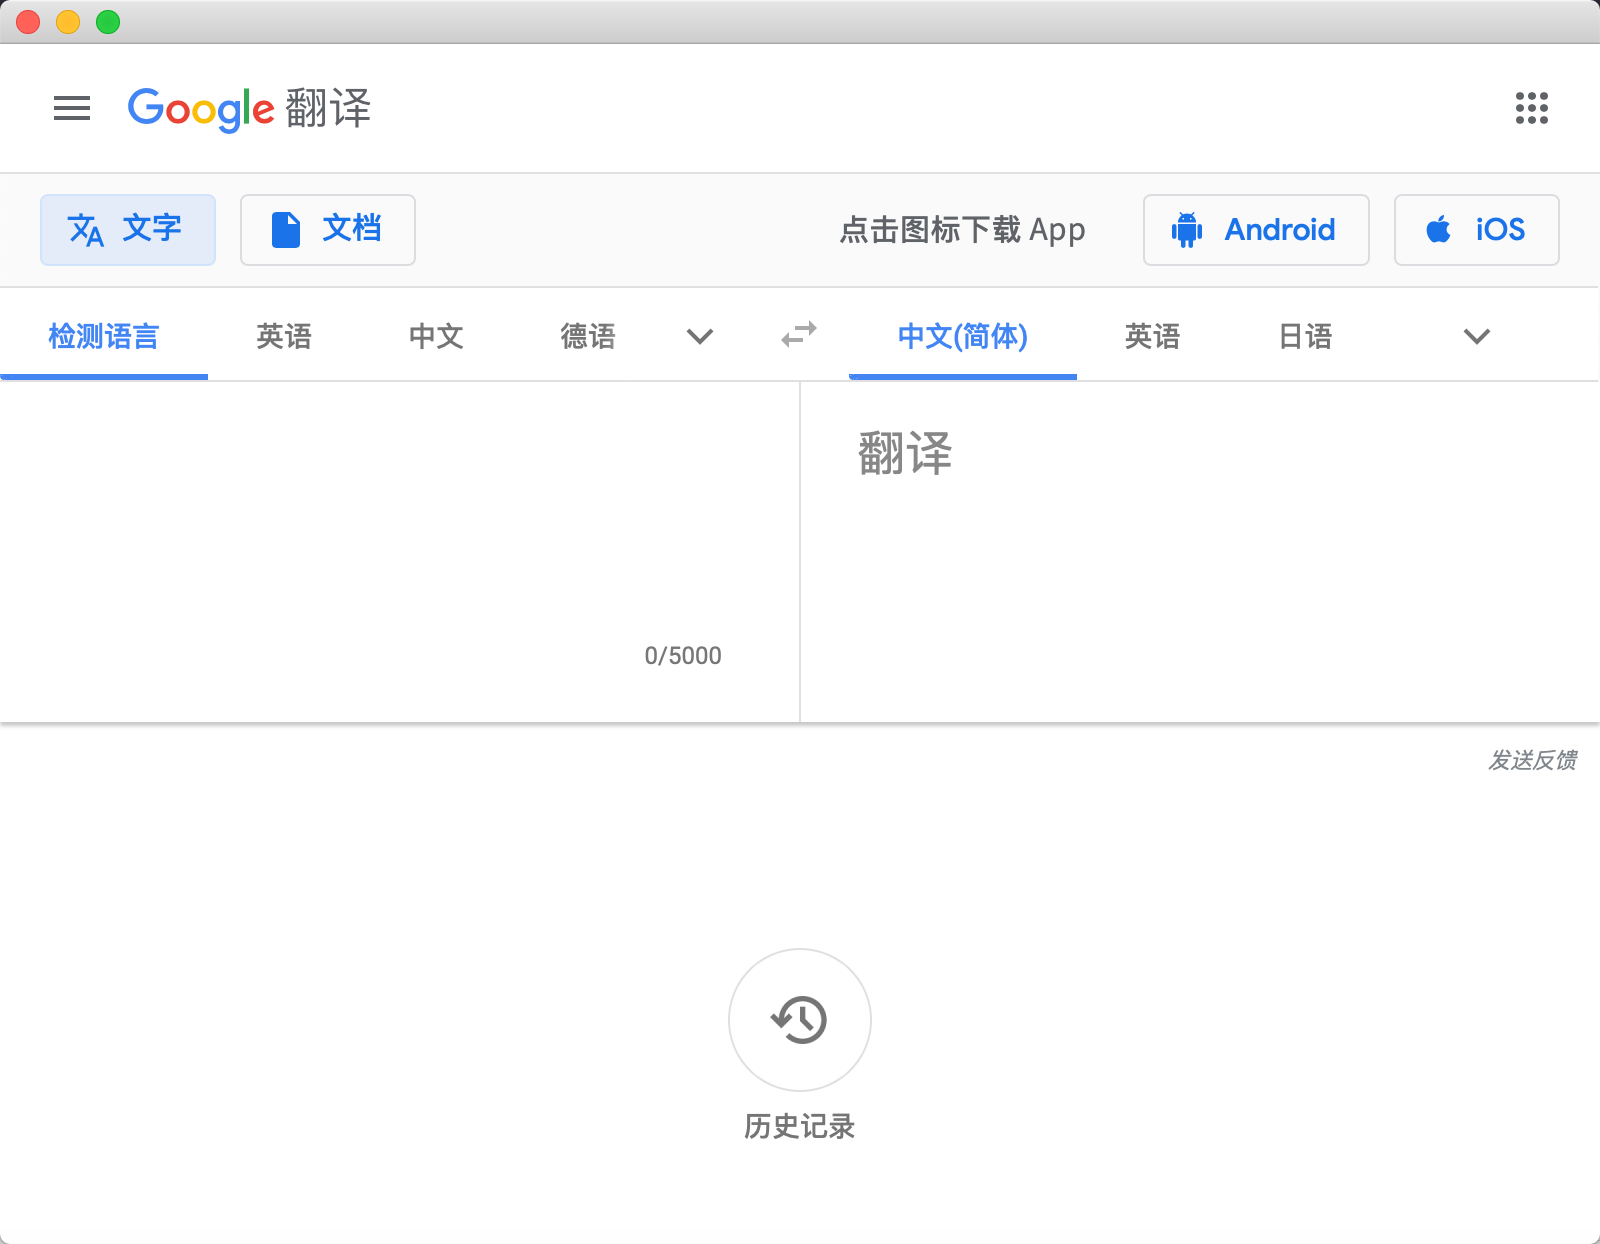 Google 翻译
文字 文档 点击图标下载 App Android iOS
检测语言 英语 中文 德语 中文(简体) 英语 日语
翻译
0/5000
发送反馈
历史记录